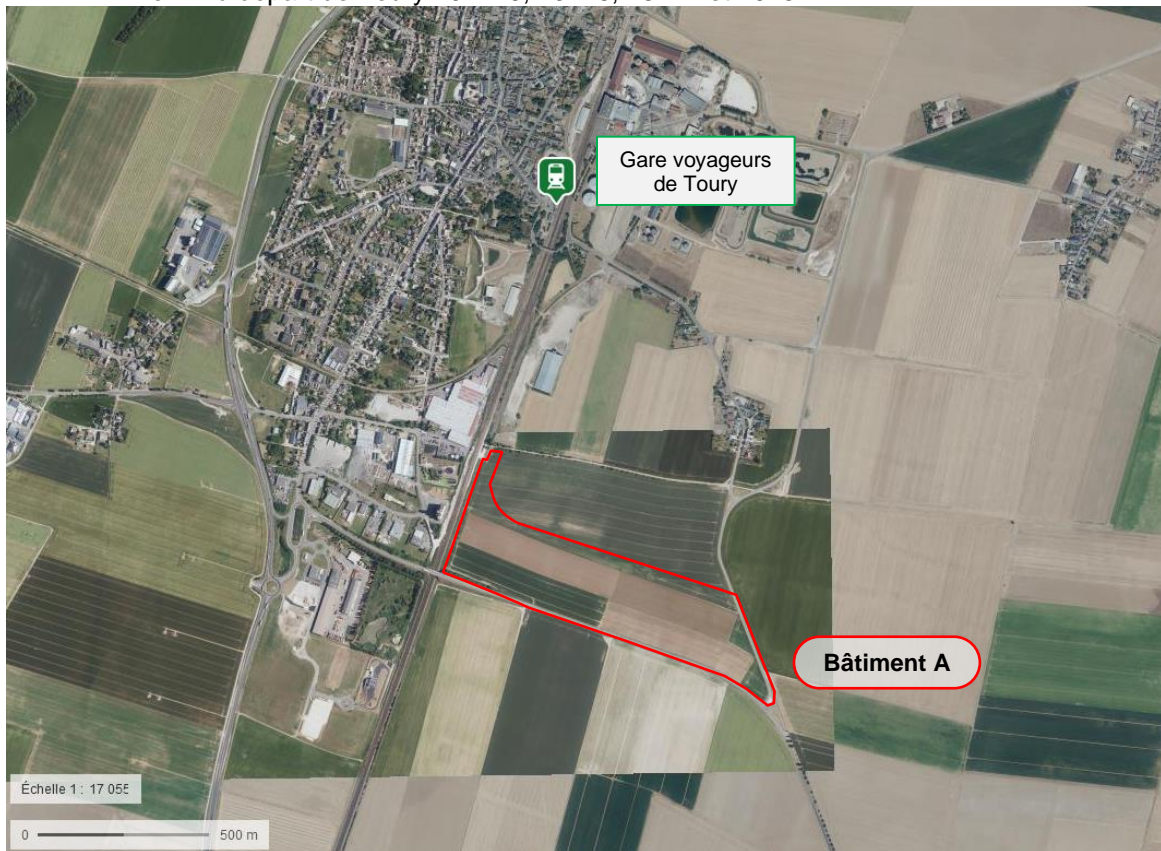 Gare voyageurs
de Toury
Bâtiment A
Échelle 1 : 17 055
0 500 m